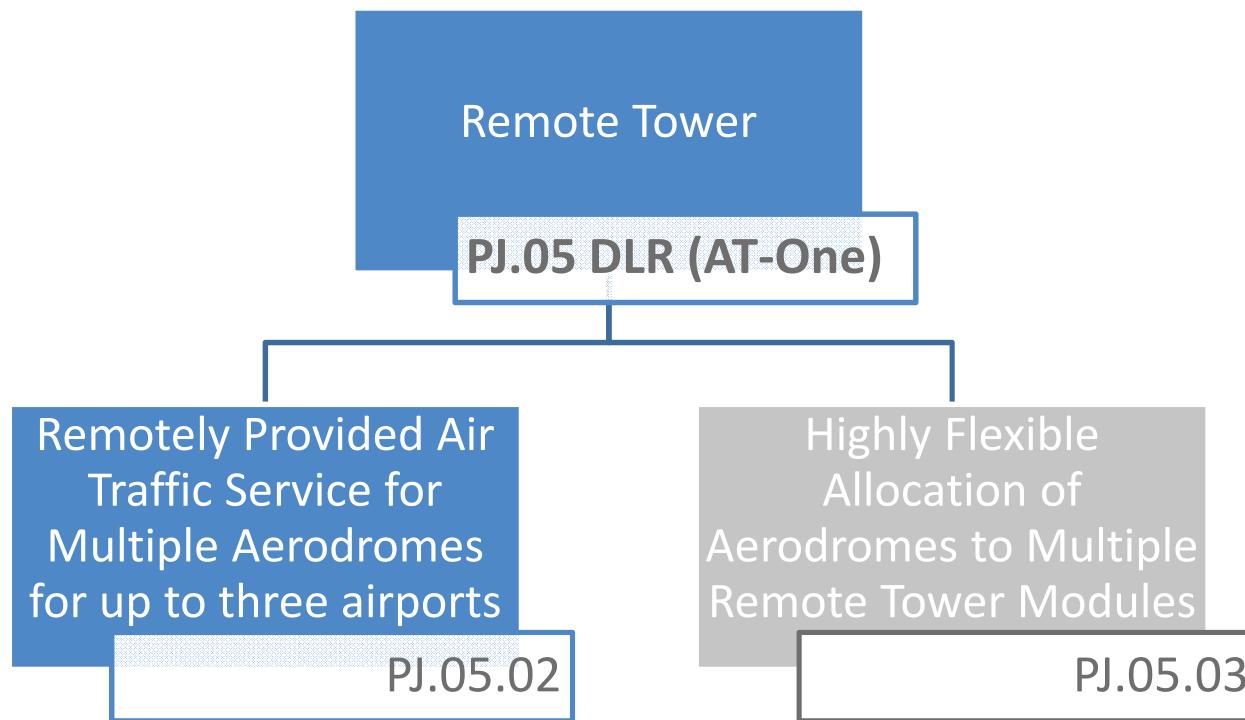 Remote Tower
PJ.05 DLR (AT-One)
Remotely Provided Air
Traffic Service for
Multiple Aerodromes
for up to three airports
PJ.05.02
Highly Flexible
Allocation of
Aerodromes to Multiple
Remote Tower Modules
PJ.05.03